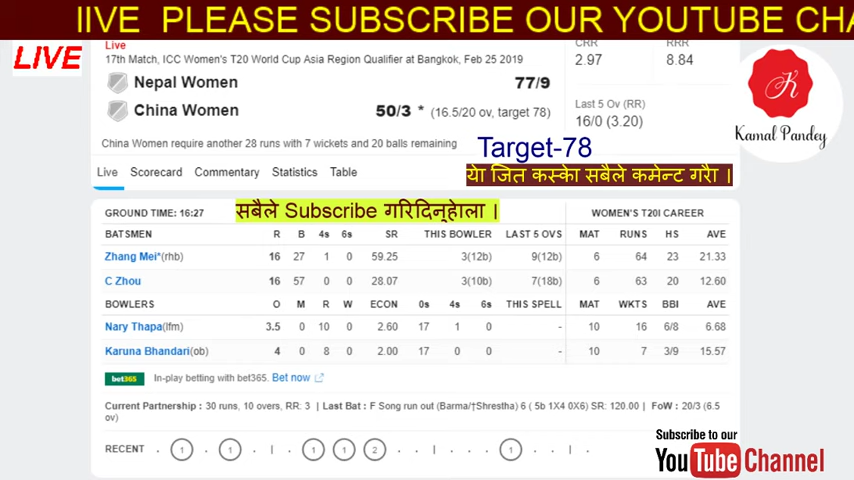 IIVE PLEASE SUBSCRIBE OUR YOUTUBE CHA
LIVE
Live
CRR RRR
17th Match, ICC Women's T20 World Cup Asia Region Qualifier at Bangkok, Feb 25 2019
2.97 8.84
Nepal Women 77/9
China Women 50/3 * (16.5/20 ov, target 78)
Last 5 Ov (RR)
16/0 (3.20)
K
Kamal Pandey
China Women require another 28 runs with 7 wickets and 20 balls remaining
Target-78
Live Scorecard Commentary Statistics Table
यो जित कस्को सबैले कमेन्ट गरौ ।
GROUND TIME: 16:27
सबैले Subscribe गरिदिनुहोला ।
WOMEN'S T20I CAREER
BATSMEN R B 4s 6s SR THIS BOWLER LAST 5 OVS MAT RUNS HS AVE
Zhang Mei*(rhb) 16 27 1 0 59.25 3(12b) 9(12b) 6 64 23 21.33
C Zhou 16 57 0 0 28.07 3(10b) 7(18b) 6 63 20 12.60
BOWLERS O M R W ECON 0s 4s 6s THIS SPELL MAT WKTS BBI AVE
Nary Thapa(lfm) 3.5 0 10 0 2.60 17 1 0 - 10 16 6/8 6.68
Karuna Bhandari(ob) 4 0 8 0 2.00 17 0 0 - 10 7 3/9 15.57
bet365 In-play betting with bet365. Bet now
Current Partnership : 30 runs, 10 overs, RR: 3 | Last Bat : F Song run out (Barma/†Shrestha) 6 ( 5b 1X4 0X6) SR: 120.00 | FoW : 20/3 (6.5
ov)
RECENT . 1 . 1 . | . 1 1 2 . . | . . . 1 . . | .
Subscribe to our
YouTube Channel